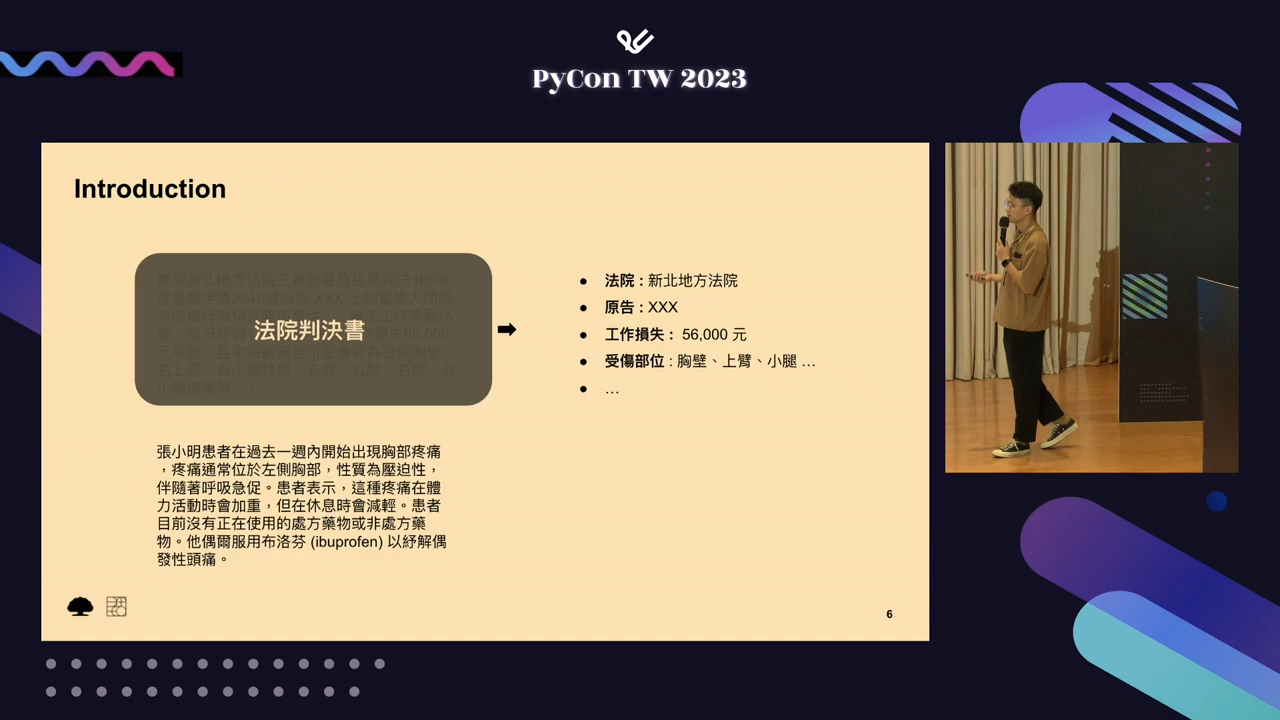 PyCon TW 2023
Introduction
法院判決書
法院 : 新北地方法院
原告 : XXX
工作損失 : 56,000 元
受傷部位 : 胸壁、上臂、小腿 …
…
張小明患者在過去一週內開始出現胸部疼痛
，疼痛通常位於左側胸部，性質為壓迫性，
伴隨著呼吸急促。患者表示，這種疼痛在體
力活動時會加重，但在休息時會減輕。患者
目前沒有正在使用的處方藥物或非處方藥
物。他偶爾服用布洛芬 (ibuprofen) 以紓解偶
發性頭痛。
6